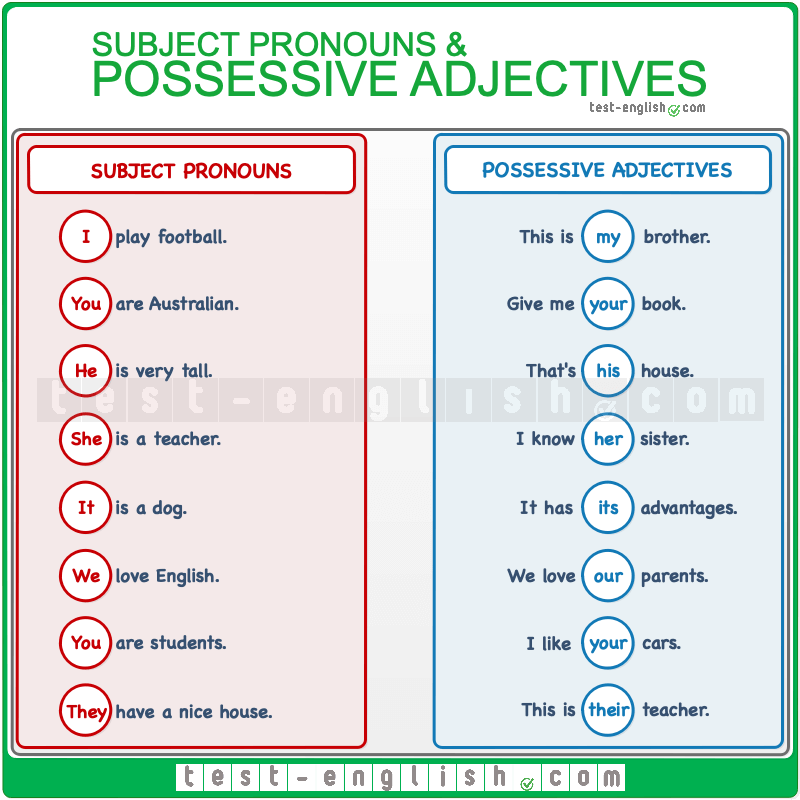 SUBJECT PRONOUNS &
POSSESSIVE ADJECTIVES
test-english.com
SUBJECT PRONOUNS
I play football.
You are Australian.
He is very tall.
She is a teacher.
It is a dog.
We love English.
You are students.
They have a nice house.
POSSESSIVE ADJECTIVES
This is my brother.
Give me your book.
That's his house.
I know her sister.
It has its advantages.
We love our parents.
I like your cars.
This is their teacher.
test-english.com
test-english.com